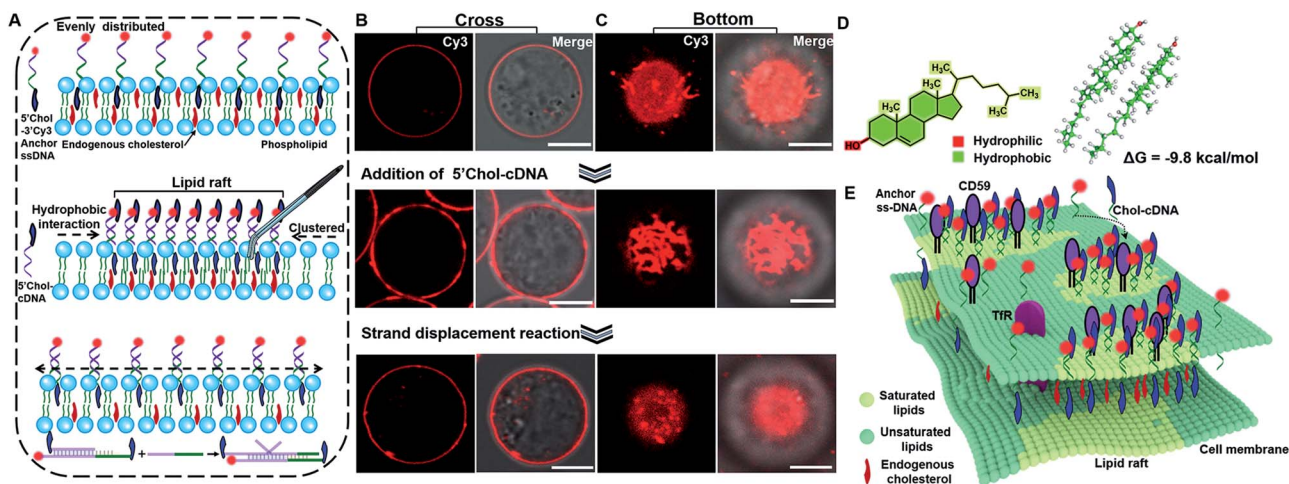 A
Evenly distributed
5'Chol
-3'Cy3
Anchor
ssDNA
Endogenous cholesterol
Phospholipid
Lipid raft
Hydrophobic
interaction
Clustered
5'Chol-
cDNA
+
B
Cross
Cy3
Merge
C
Bottom
Cy3
Merge
Addition of 5'Chol-cDNA
Strand displacement reaction
D
H₃C
H₃C
CH₃
H₃C
CH₃
HO
Hydrophilic
Hydrophobic
ΔG = -9.8 kcal/mol
E
Anchor
ss-DNA
CD59
Chol-cDNA
TfR
Saturated
lipids
Unsaturated
lipids
Endogenous
cholesterol
Lipid raft
Cell membrane